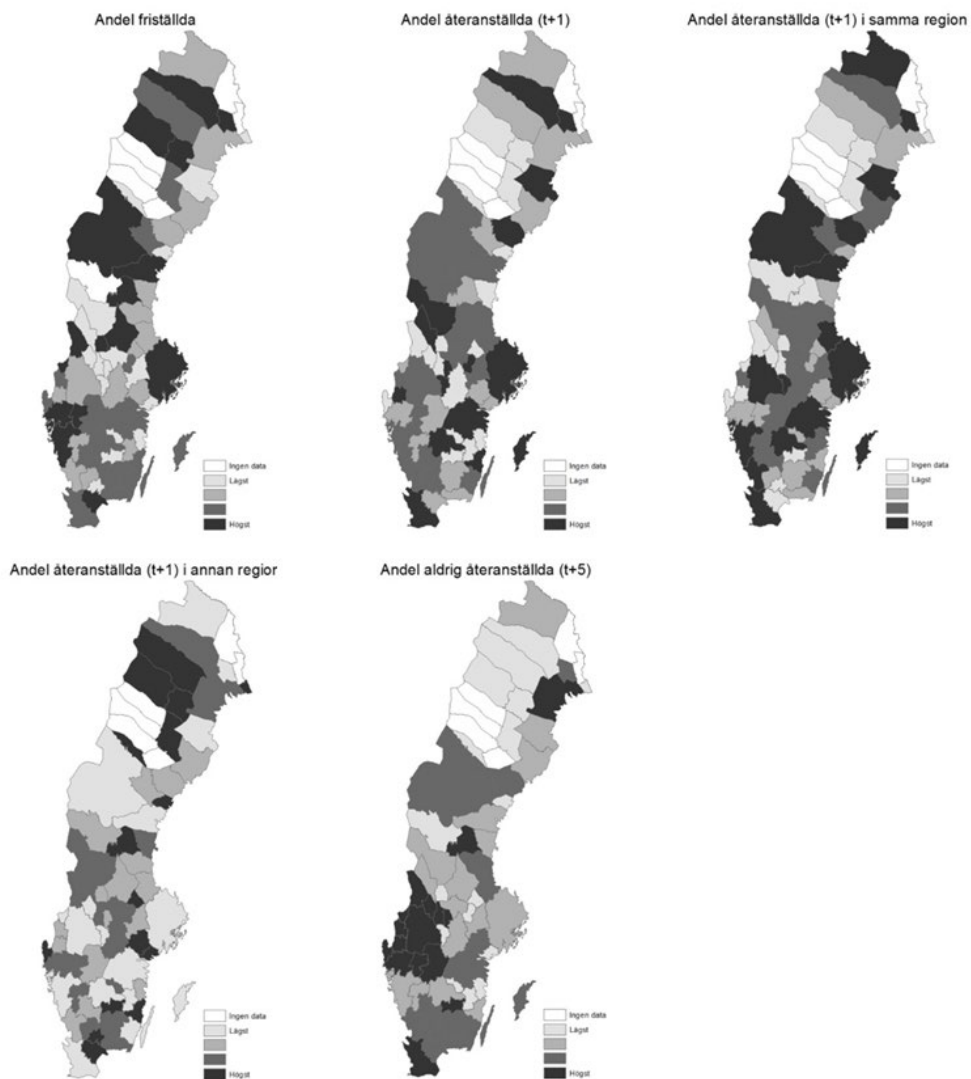 Andel friställda
Andel återanställda (t+1)
Andel återanställda (t+1) i samma region
Ingen data
Lägst
Högst
Ingen data
Lägst
Högst
Ingen data
Lägst
Högst
Andel återanställda (t+1) i annan regior
Andel aldrig återanställda (t+5)
Ingen data
Lägst
Högst
Ingen data
Lägst
Högst